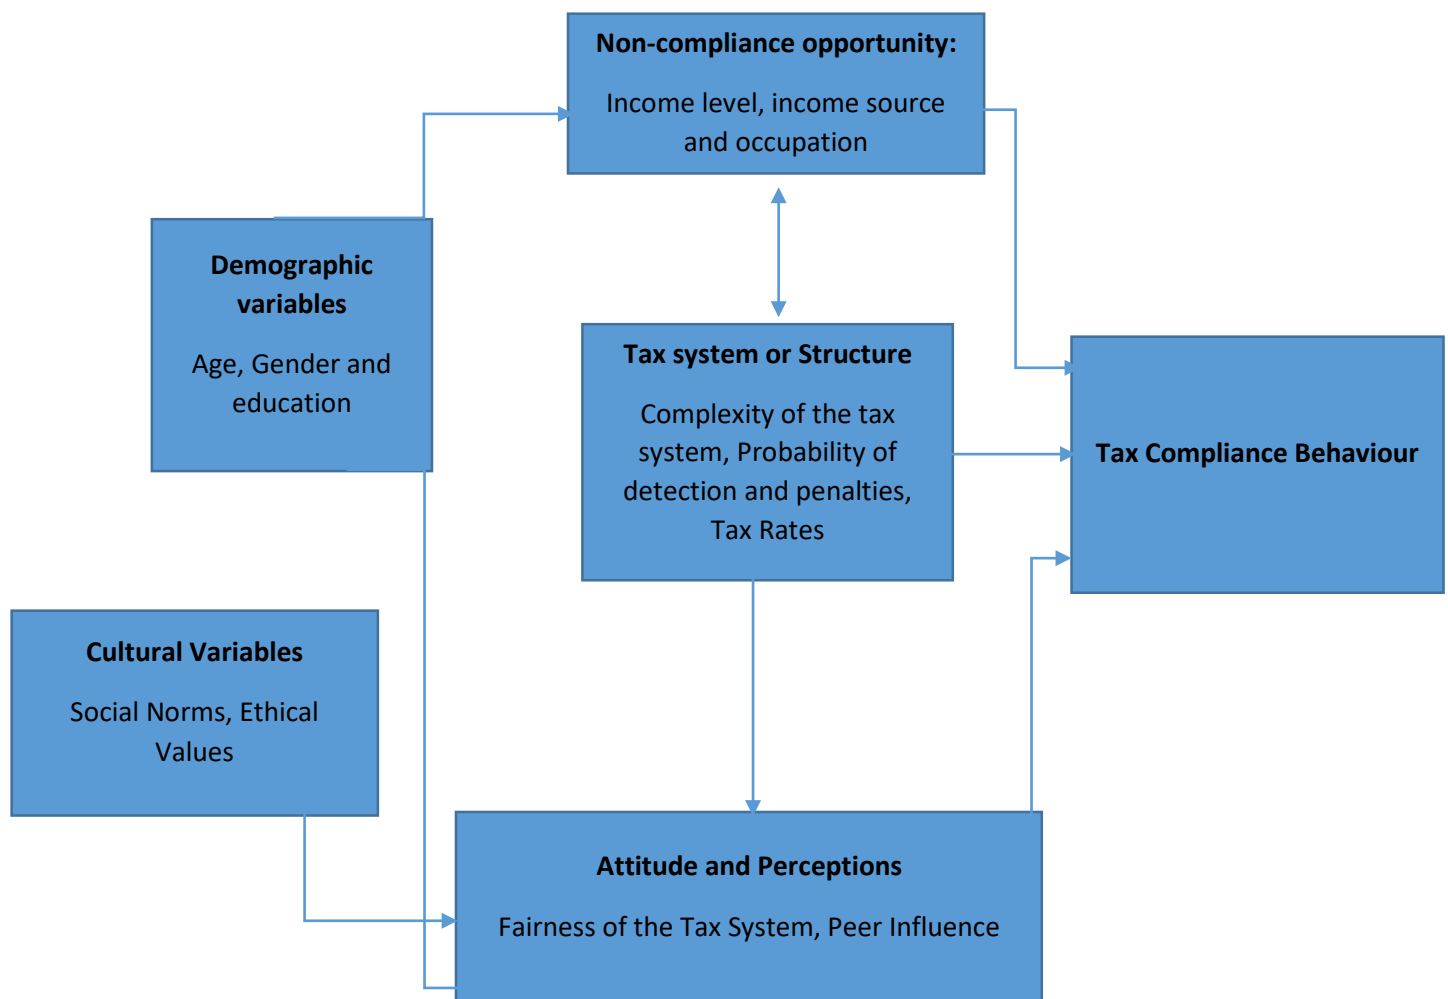 Non-compliance opportunity:
Income level, income source
and occupation
Demographic
variables
Age, Gender and
education
Tax system or Structure
Complexity of the tax
system, Probability of
detection and penalties,
Tax Rates
Tax Compliance Behaviour
Cultural Variables
Social Norms, Ethical
Values
Attitude and Perceptions
Fairness of the Tax System, Peer Influence